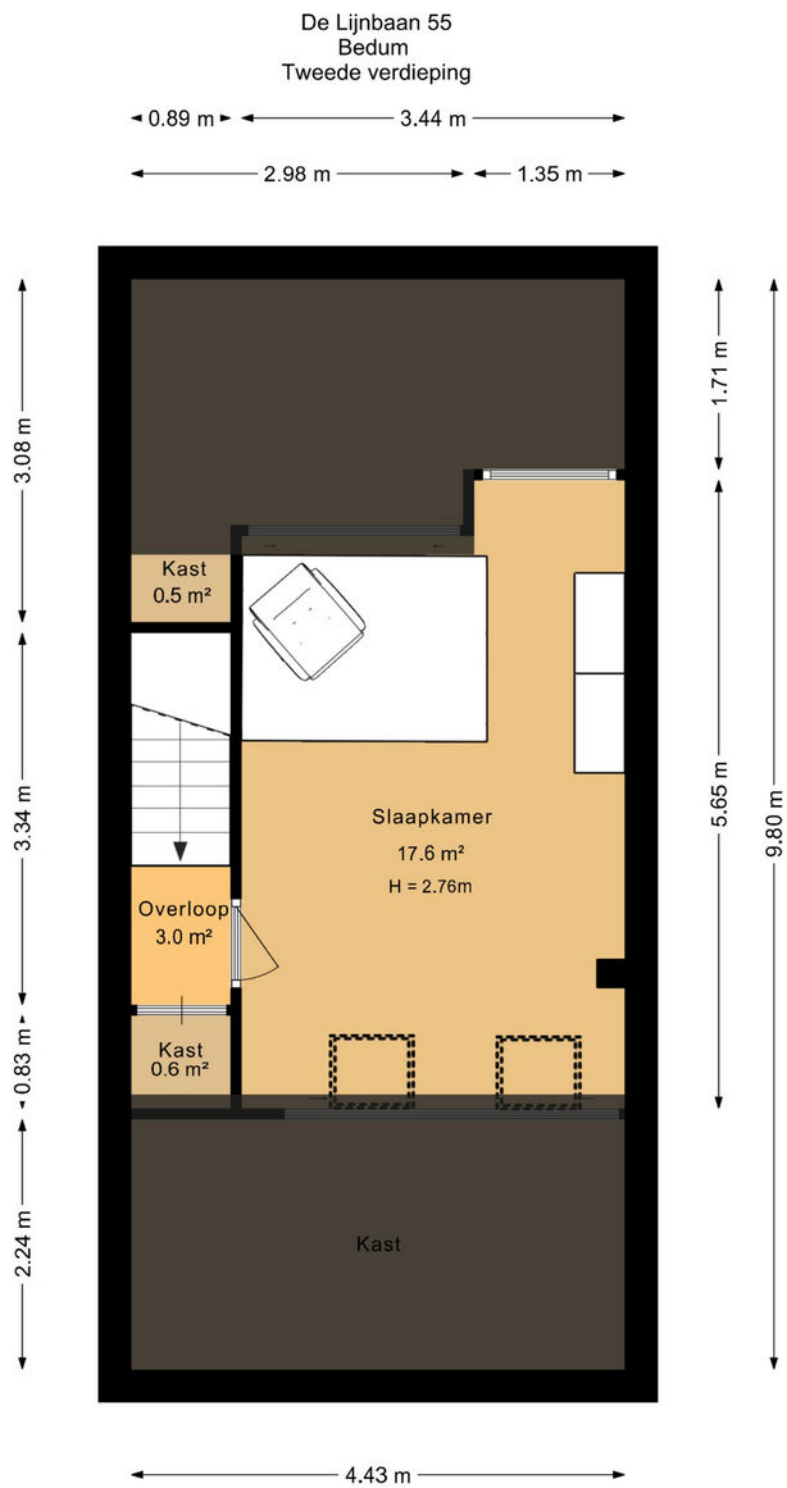 De Lijnbaan 55
Bedum
Tweede verdieping
0.89 m
3.44 m
2.98 m
1.35 m
3.08 m
1.71 m
Kast
0.5 m²
3.34 m
5.65 m
9.80 m
Slaapkamer
17.6 m²
H = 2.76m
Overloop
3.0 m²
0.83 m
Kast
0.6 m²
2.24 m
Kast
4.43 m